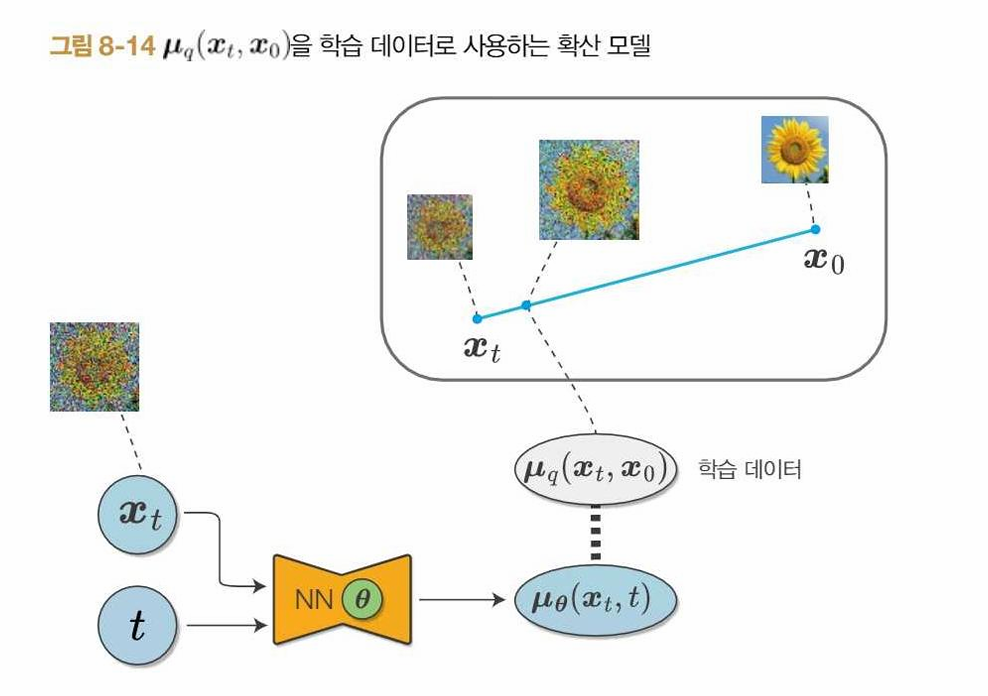 그림 8-14 μq(xt, x0)을 학습 데이터로 사용하는 확산 모델
x0
xt
μq(xt, x0) 학습 데이터
xt
NN θ
μθ(xt, t)
t